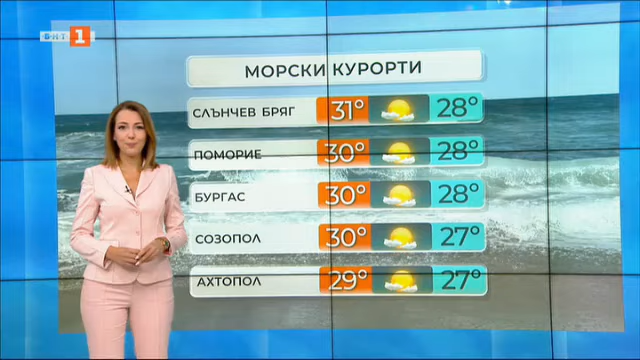 БНТ 1
МОРСКИ КУРОРТИ
СЛЪНЧЕВ БРЯГ 31° 28°
ПОМОРИЕ 30° 28°
БУРГАС 30° 28°
СОЗОПОЛ 30° 27°
АХТОПОЛ 29° 27°